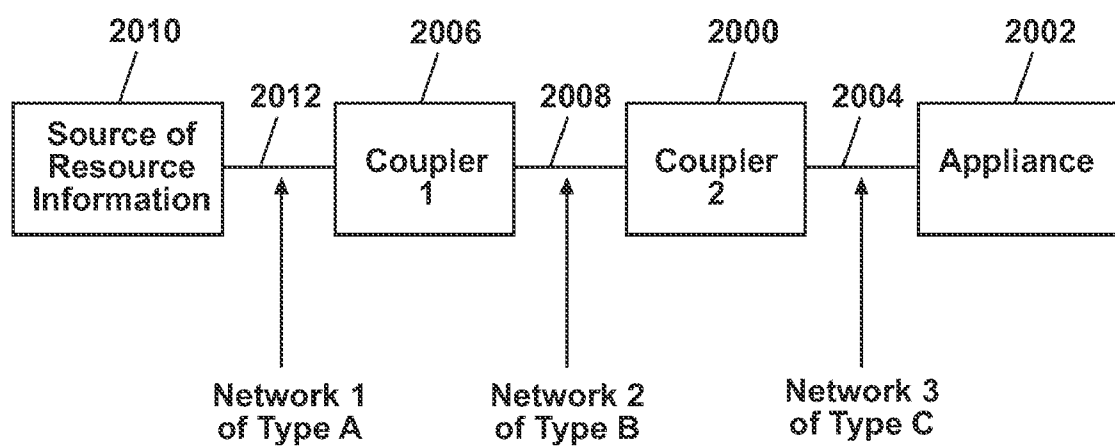 2010
2006
2000
2002
2012
2008
2004
Source of
Resource
Information
Coupler
1
Coupler
2
Appliance
Network 1
of Type A
Network 2
of Type B
Network 3
of Type C